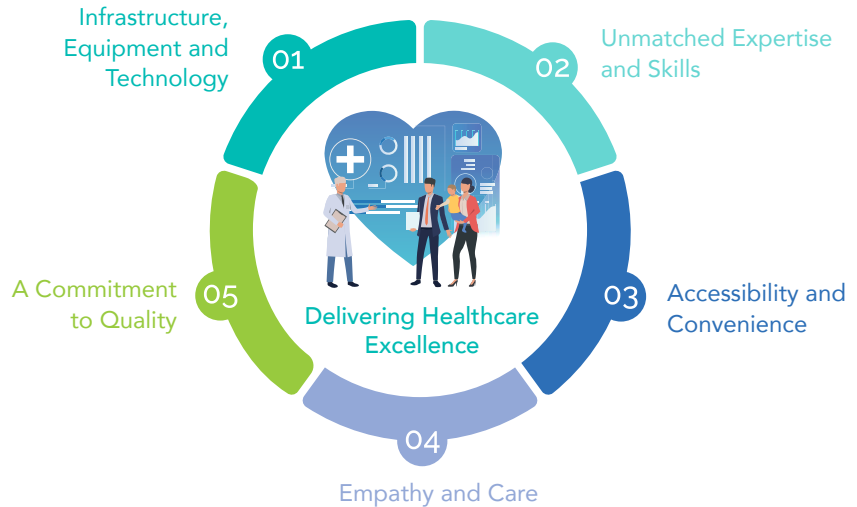 Infrastructure,
Equipment and
Technology
01
02
Unmatched Expertise
and Skills
03
Accessibility and
Convenience
04
Empathy and Care
05
A Commitment
to Quality
Delivering Healthcare
Excellence